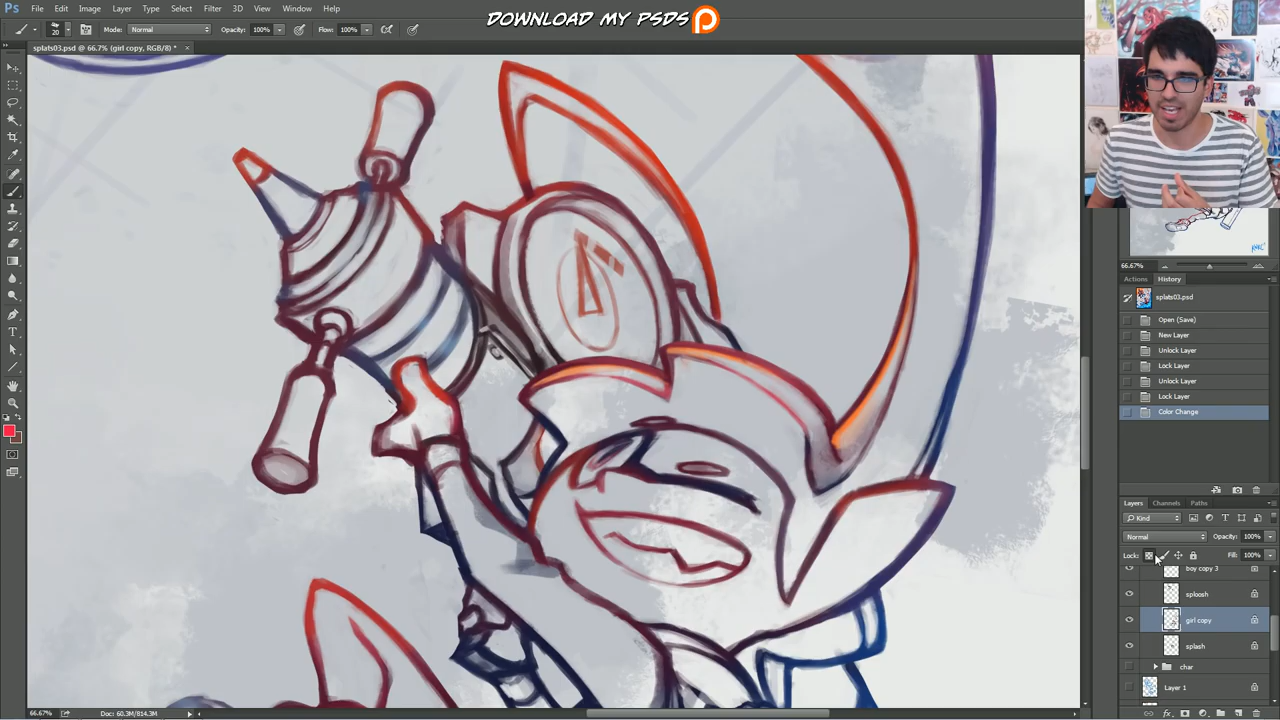 Ps File Edit Image Layer Type Select Filter 3D View Window Help
DOWNLOAD MY PSDS
20 Mode: Normal Opacity: 100% Flow: 100%
splats03.psd @ 66.7% (girl copy, RGB/8) * ×
66.67%
Actions History
splats03.psd
Open (Save)
New Layer
Unlock Layer
Lock Layer
Unlock Layer
Lock Layer
Color Change
Layers Channels Paths
Kind
Normal Opacity: 100%
Lock: Fill: 100%
boy copy 3
sploosh
girl copy
splash
char
Layer 1
66.67% Doc: 60.3M/814.3M